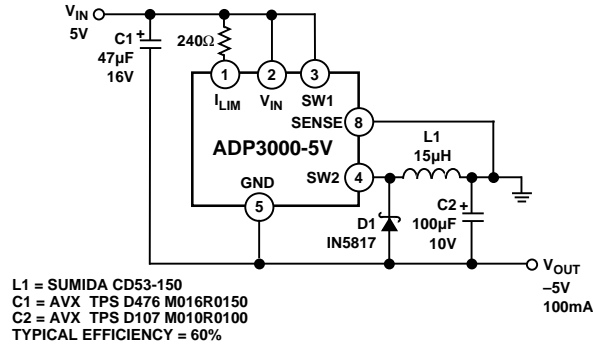 VIN
5V
C1 +
47µF
16V
240Ω
1
2
3
ILIM
VIN
SW1
SENSE
8
ADP3000-5V
SW2
4
GND
5
L1
15µH
D1
IN5817
C2 +
100µF
10V
VOUT
–5V
100mA
L1 = SUMIDA CD53-150
C1 = AVX TPS D476 M016R0150
C2 = AVX TPS D107 M010R0100
TYPICAL EFFICIENCY = 60%